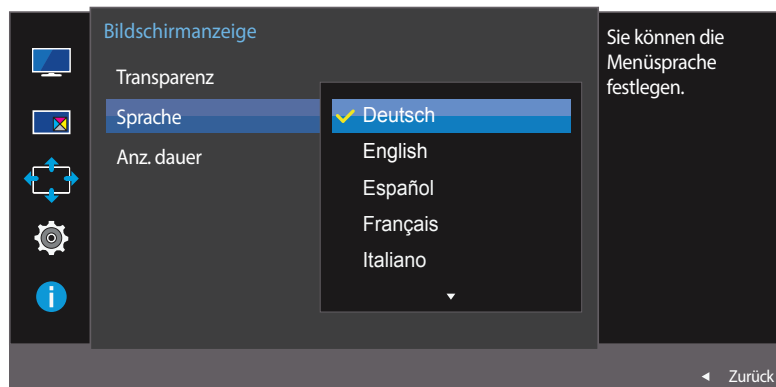 Bildschirmanzeige
Transparenz
Sprache
Anz. dauer
Deutsch
English
Español
Français
Italiano
Sie können die
Menüsprache
festlegen.
Zurück